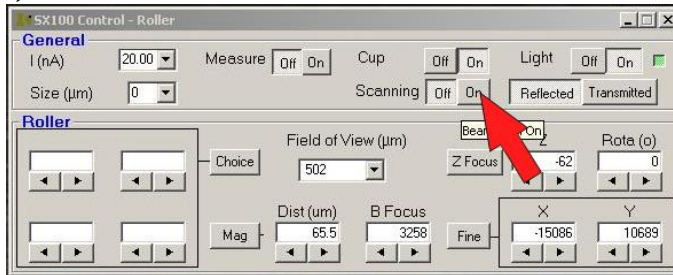 SX100 Control - Roller
General
I (nA) 20.00 Measure Off On Cup Off On Light Off On
Size (µm) 0 Scanning Off On Reflected Transmitted
Roller
Choice Field of View (µm) Z Focus Z Rota (o)
502 -62 0
Dist (um) B Focus X Y
Mag 65.5 3258 Fine -15086 10689